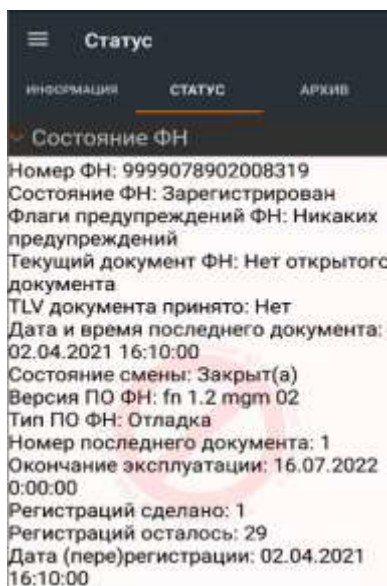 Статус
ИНФОРМАЦИЯ СТАТУС АРХИВ
Состояние ФН
Номер ФН: 9999078902008319
Состояние ФН: Зарегистрирован
Флаги предупреждений ФН: Никаких
предупреждений
Текущий документ ФН: Нет открытого
документа
TLV документа принято: Нет
Дата и время последнего документа:
02.04.2021 16:10:00
Состояние смены: Закрыт(а)
Версия ПО ФН: fn 1.2 mgm 02
Тип ПО ФН: Отладка
Номер последнего документа: 1
Окончание эксплуатации: 16.07.2022
0:00:00
Регистраций сделано: 1
Регистраций осталось: 29
Дата (пере)регистрации: 02.04.2021
16:10:00